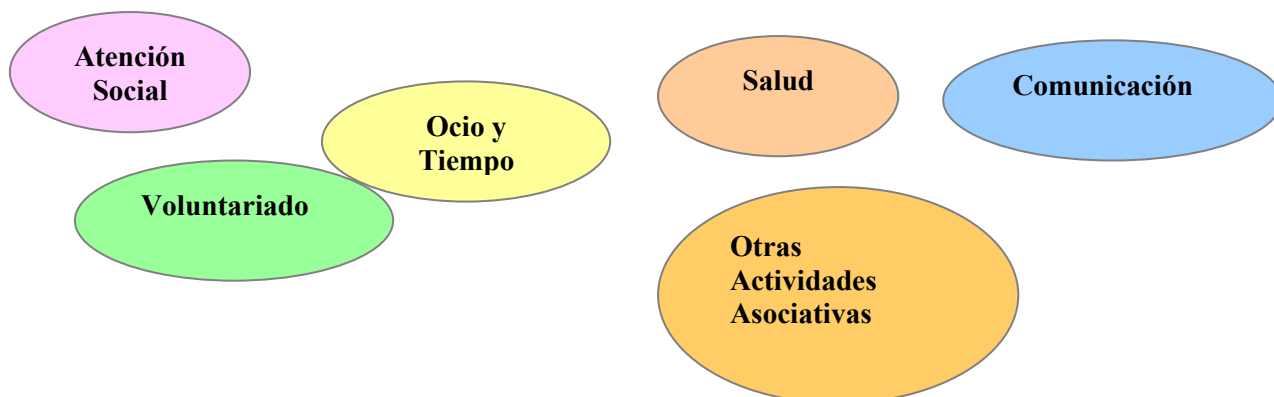 Atención
Social
Ocio y
Tiempo
Voluntariado
Salud
Comunicación
Otras
Actividades
Asociativas